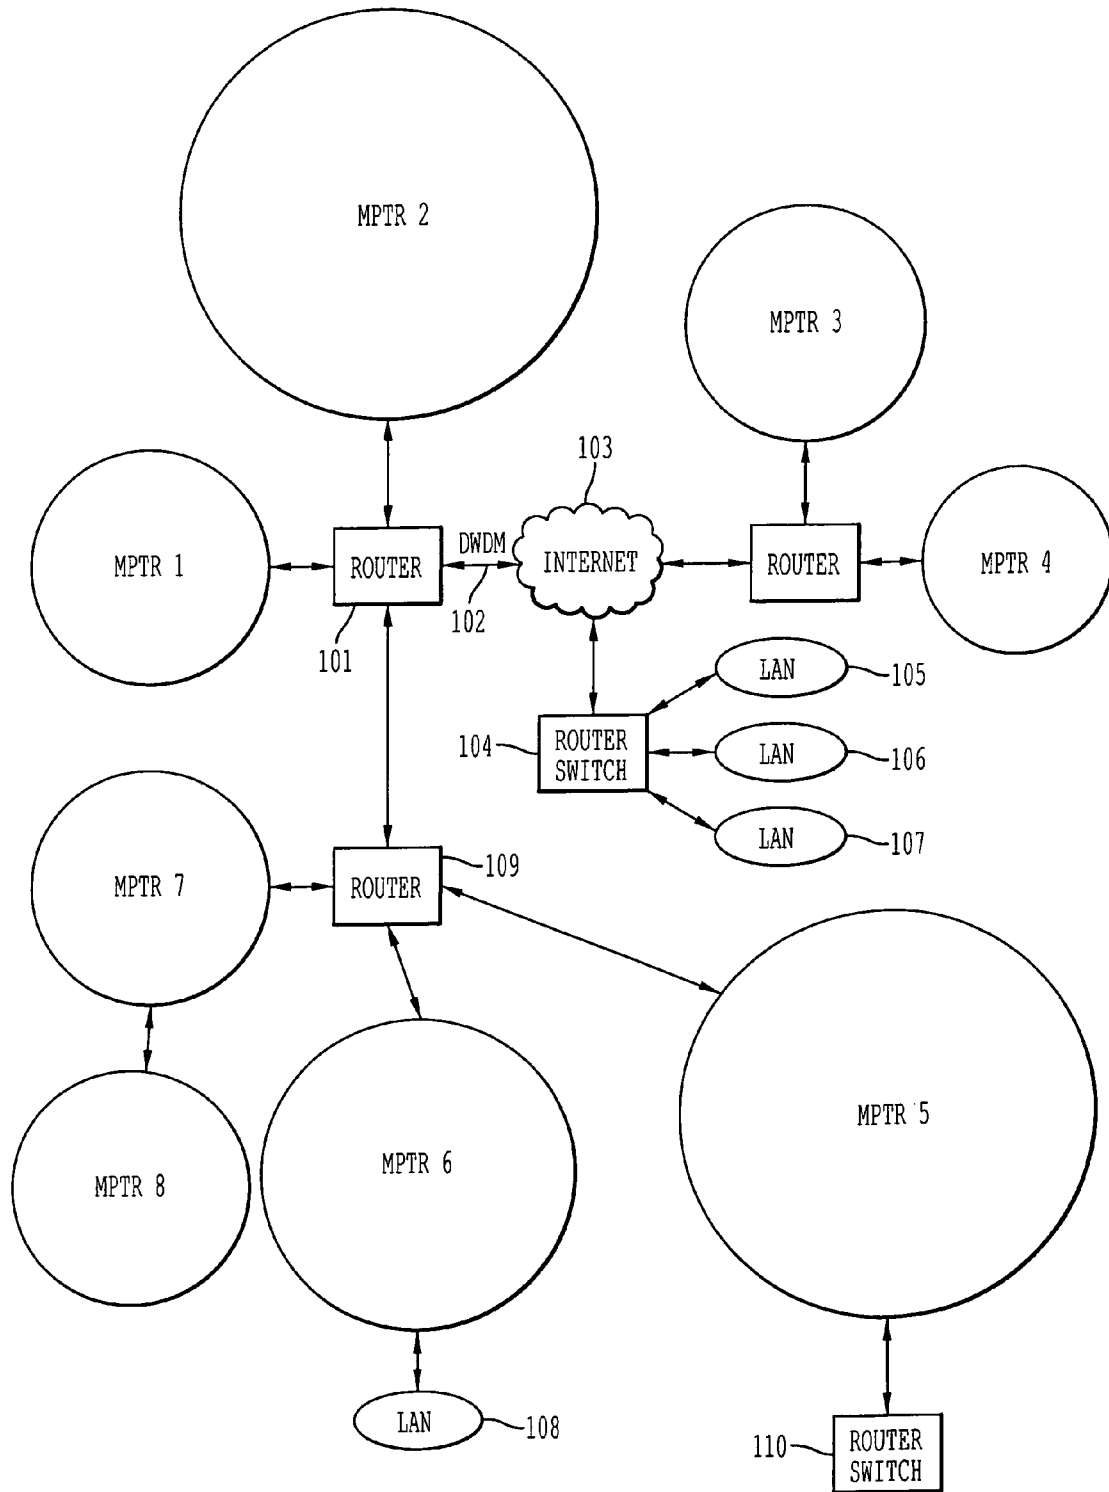 MPTR 2
MPTR 3
103
MPTR 1
ROUTER
DWDM
INTERNET
ROUTER
MPTR 4
102
101
LAN
105
104
ROUTER
SWITCH
LAN
106
LAN
107
109
MPTR 7
ROUTER
MPTR 5
MPTR 6
MPTR 8
LAN
108
110
ROUTER
SWITCH